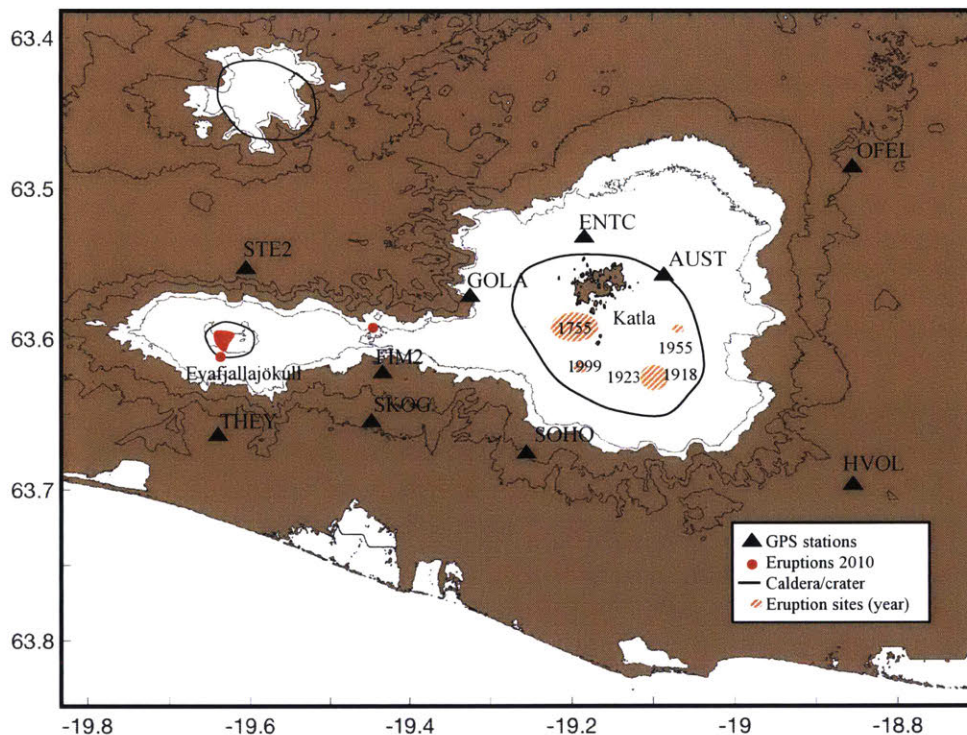 63.4
63.5
OFEL
ENTC
STE2
AUST
GOLA
63.6
1755
Katla
1955
FIM2
1999
1923
1918
Eyafjallajökull
SKOG
THEY
SOHO
63.7
HVOL
GPS stations
Eruptions 2010
Caldera/crater
Eruption sites (year)
63.8
-19.8
-19.6
-19.4
-19.2
-19
-18.8